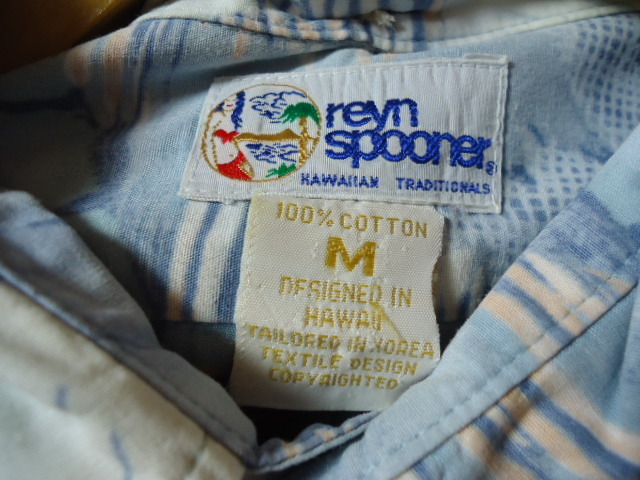 reyn
spooner®
HAWAIIAN TRADITIONALS
100% COTTON
M
DESIGNED IN
HAWAII
TAILORED IN KOREA
TEXTILE DESIGN
COPYRIGHTED